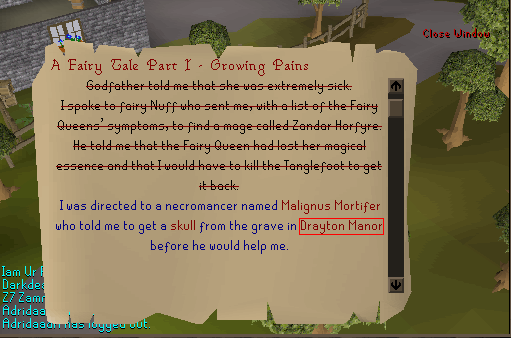 Close Window
A Fairy Tale Part I - Growing Pains
Godfather told me that she was extremely sick.
I spoke to fairy Nuff who sent me, with a list of the Fairy
Queens' symptoms, to find a mage called Zandar Horfyre.
He told me that the Fairy Queen had lost her magical
essence and that I would have to kill the Tanglefoot to get
it back.
I was directed to a necromancer named Malignus Mortifer
who told me to get a skull from the grave in Drayton Manor
before he would help me.
Iam Ur
Darkde
Z7 Zam
Adridaa
Adridaa has logged out.